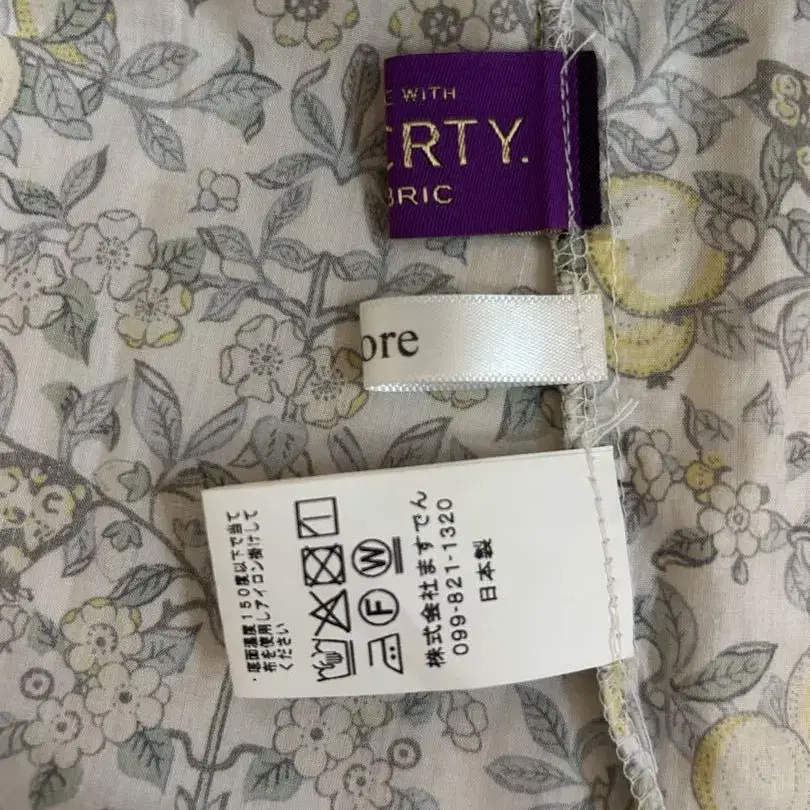 E WITH
ERTY.
BRIC
ore
・底面温度150度以下で当て
布を使用しアイロン掛けして
ください
F W
株式会社ますでん
099-821-1320
日本製